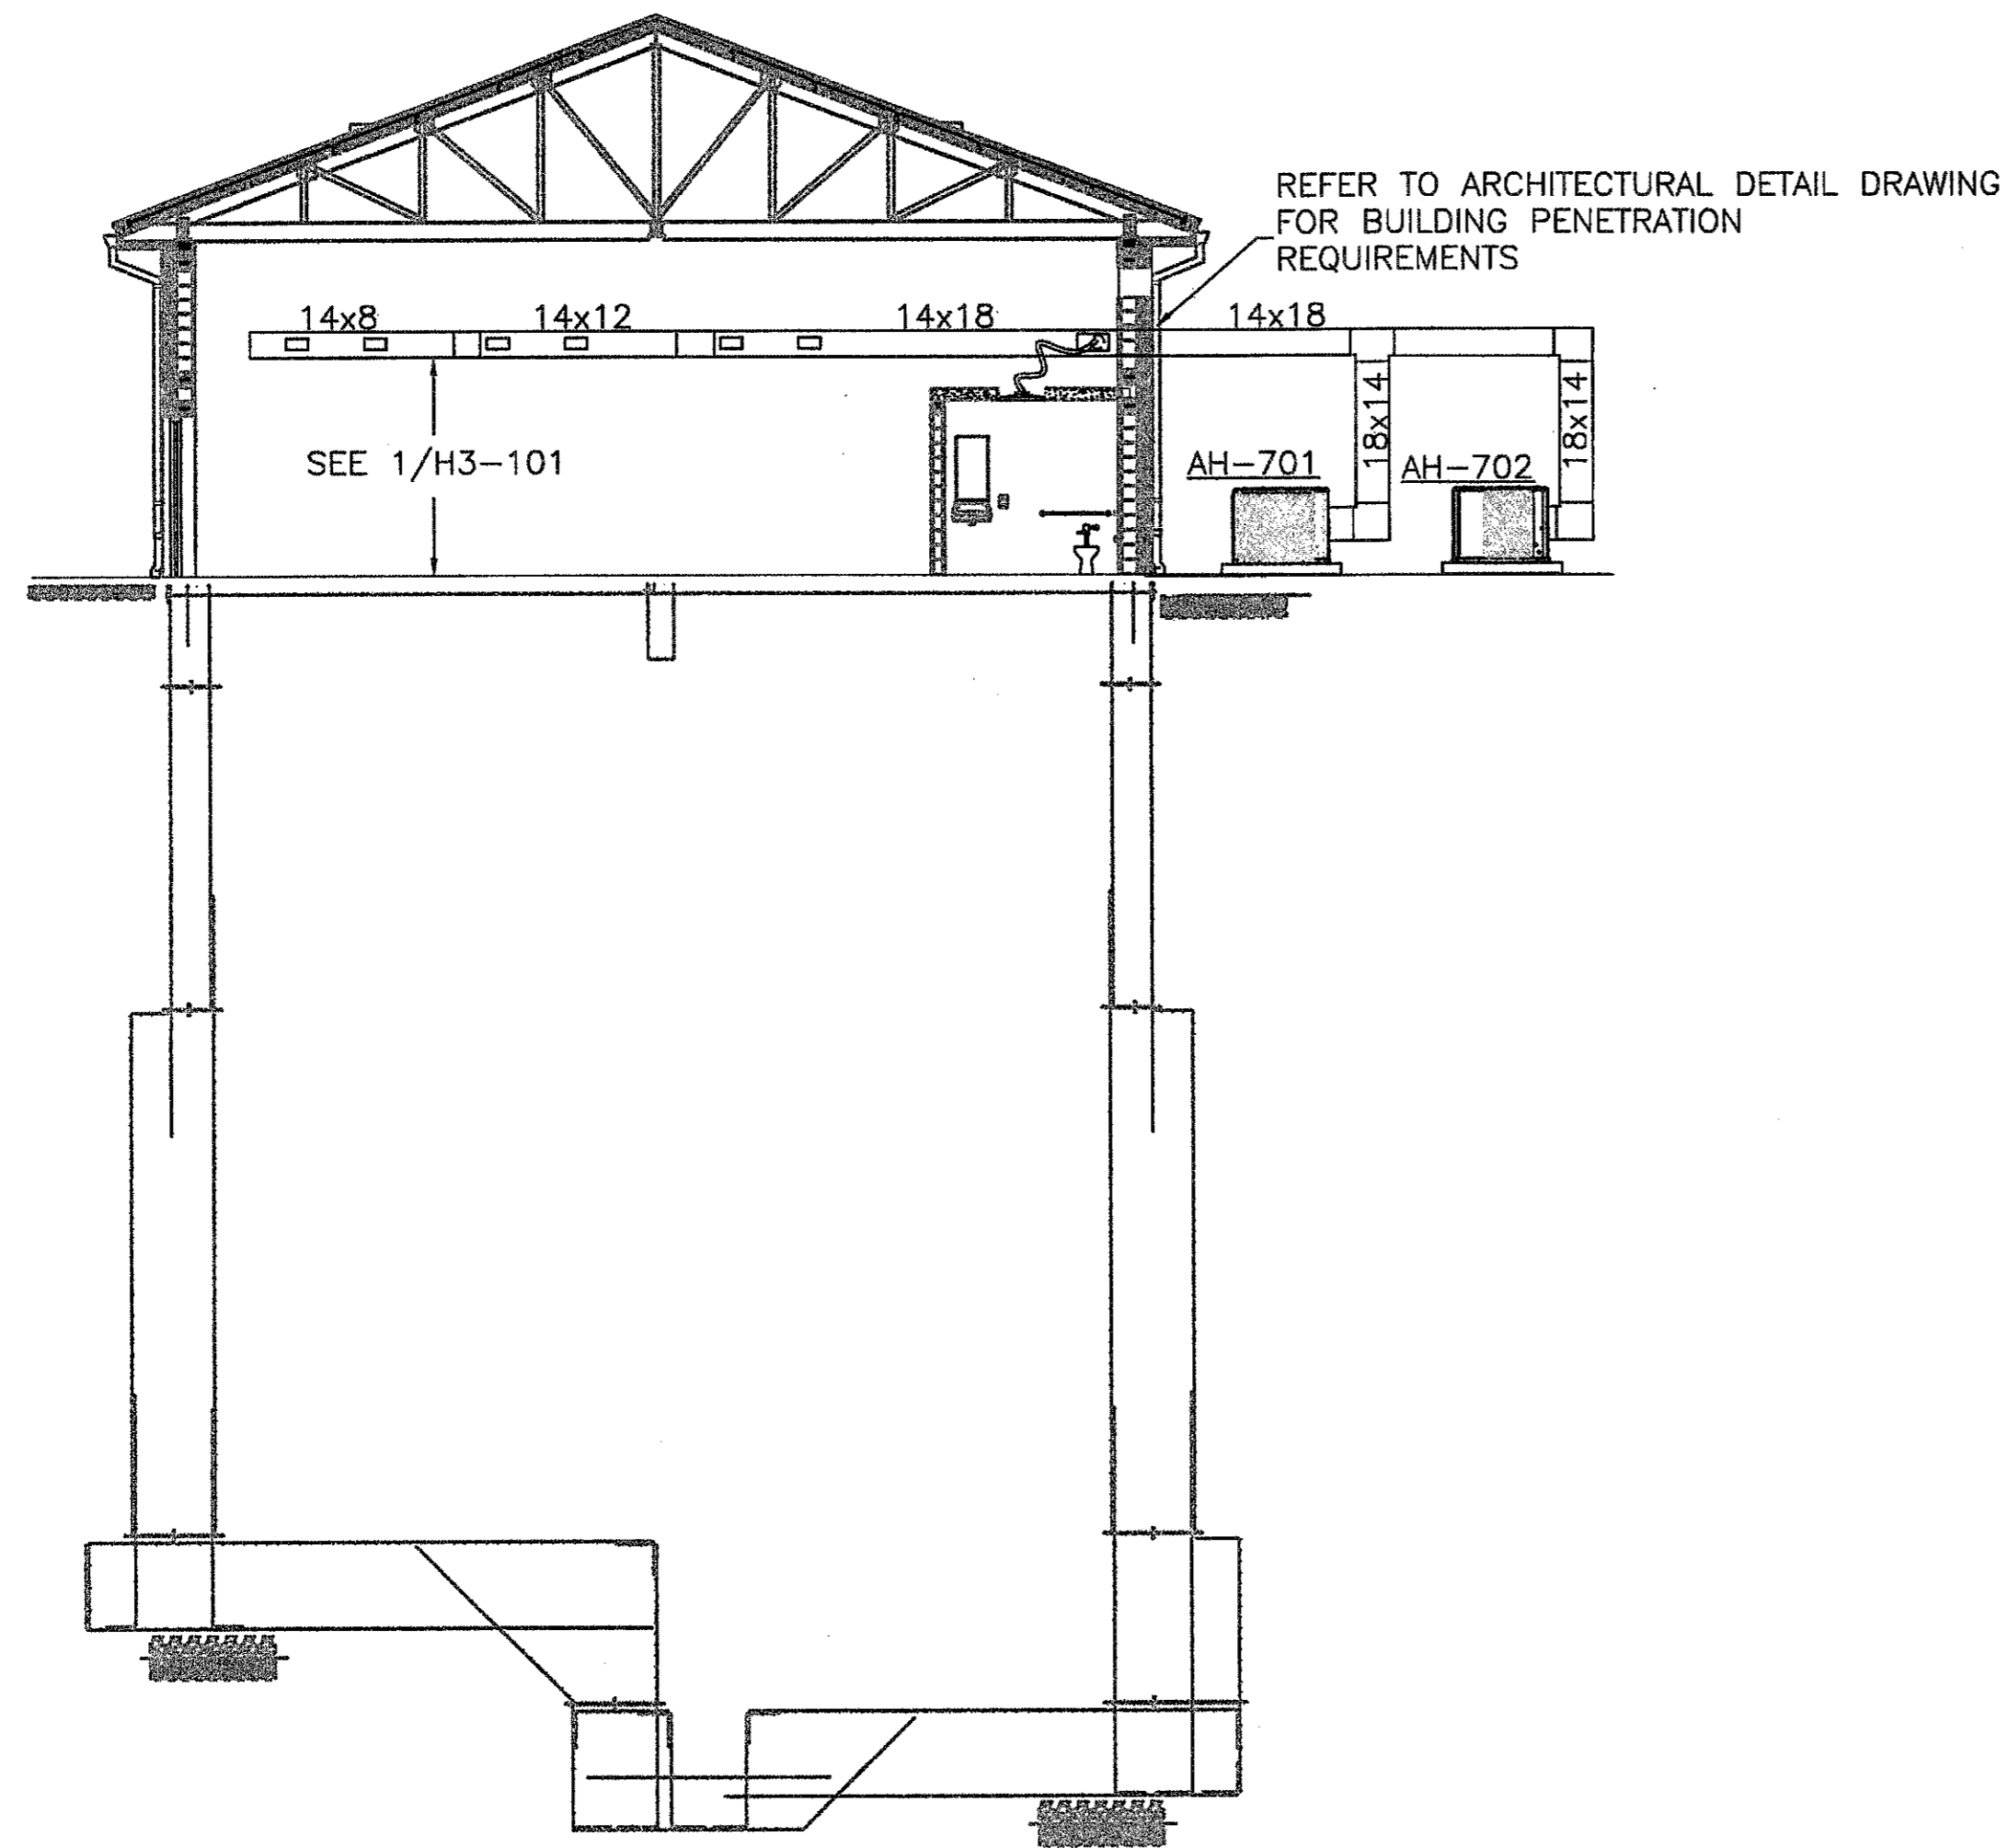 REFER TO ARCHITECTURAL DETAIL DRAWING
FOR BUILDING PENETRATION
REQUIREMENTS
14x8
14x12
14x18
14x18
18x14
18x14
SEE 1/H3-101
AH-701
AH-702